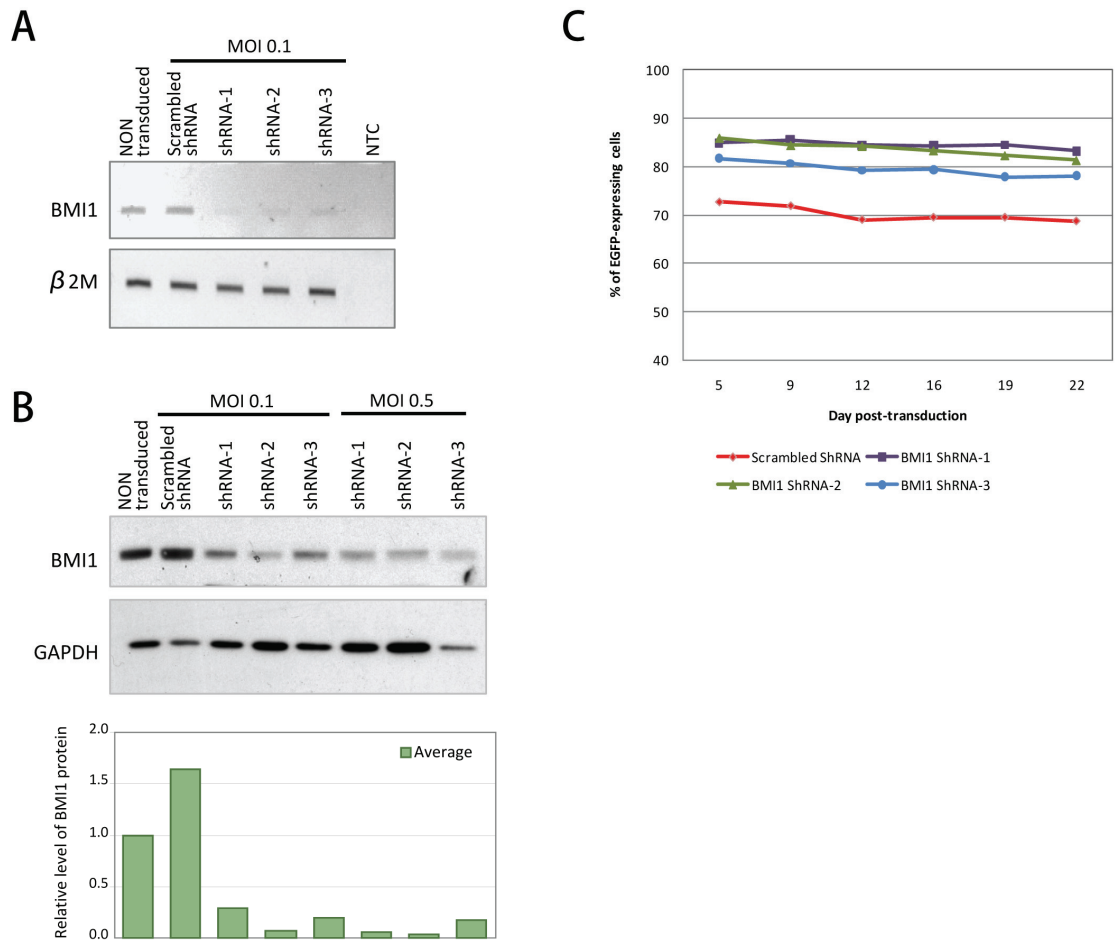 A
MOI 0.1
NON
transduced
Scrambled
shRNA
shRNA-1
shRNA-2
shRNA-3
NTC
BMI1
β2M
B
MOI 0.1
MOI 0.5
NON
transduced
Scrambled
shRNA
shRNA-1
shRNA-2
shRNA-3
shRNA-1
shRNA-2
shRNA-3
BMI1
GAPDH
Relative level of BMI1 protein
2.0
1.5
1.0
0.5
0.0
Average
C
% of EGFP-expressing cells
100
90
80
70
60
50
40
5 9 12 16 19 22
Day post-transduction
Scrambled ShRNA
BMI1 ShRNA-1
BMI1 ShRNA-2
BMI1 ShRNA-3